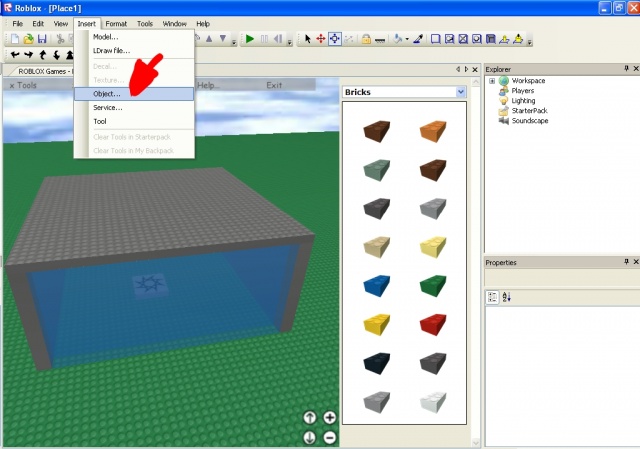 Roblox - [Place1]
File Edit View Insert Format Tools Window Help
Model...
LDraw file...
Decal...
Texture...
Object...
Service...
Tool
Clear Tools in Starterpack
Clear Tools in My Backpack
ROBLOX Games -
x Tools Help... Exit
Bricks
Explorer
Workspace
Players
Lighting
StarterPack
Soundscape
Properties